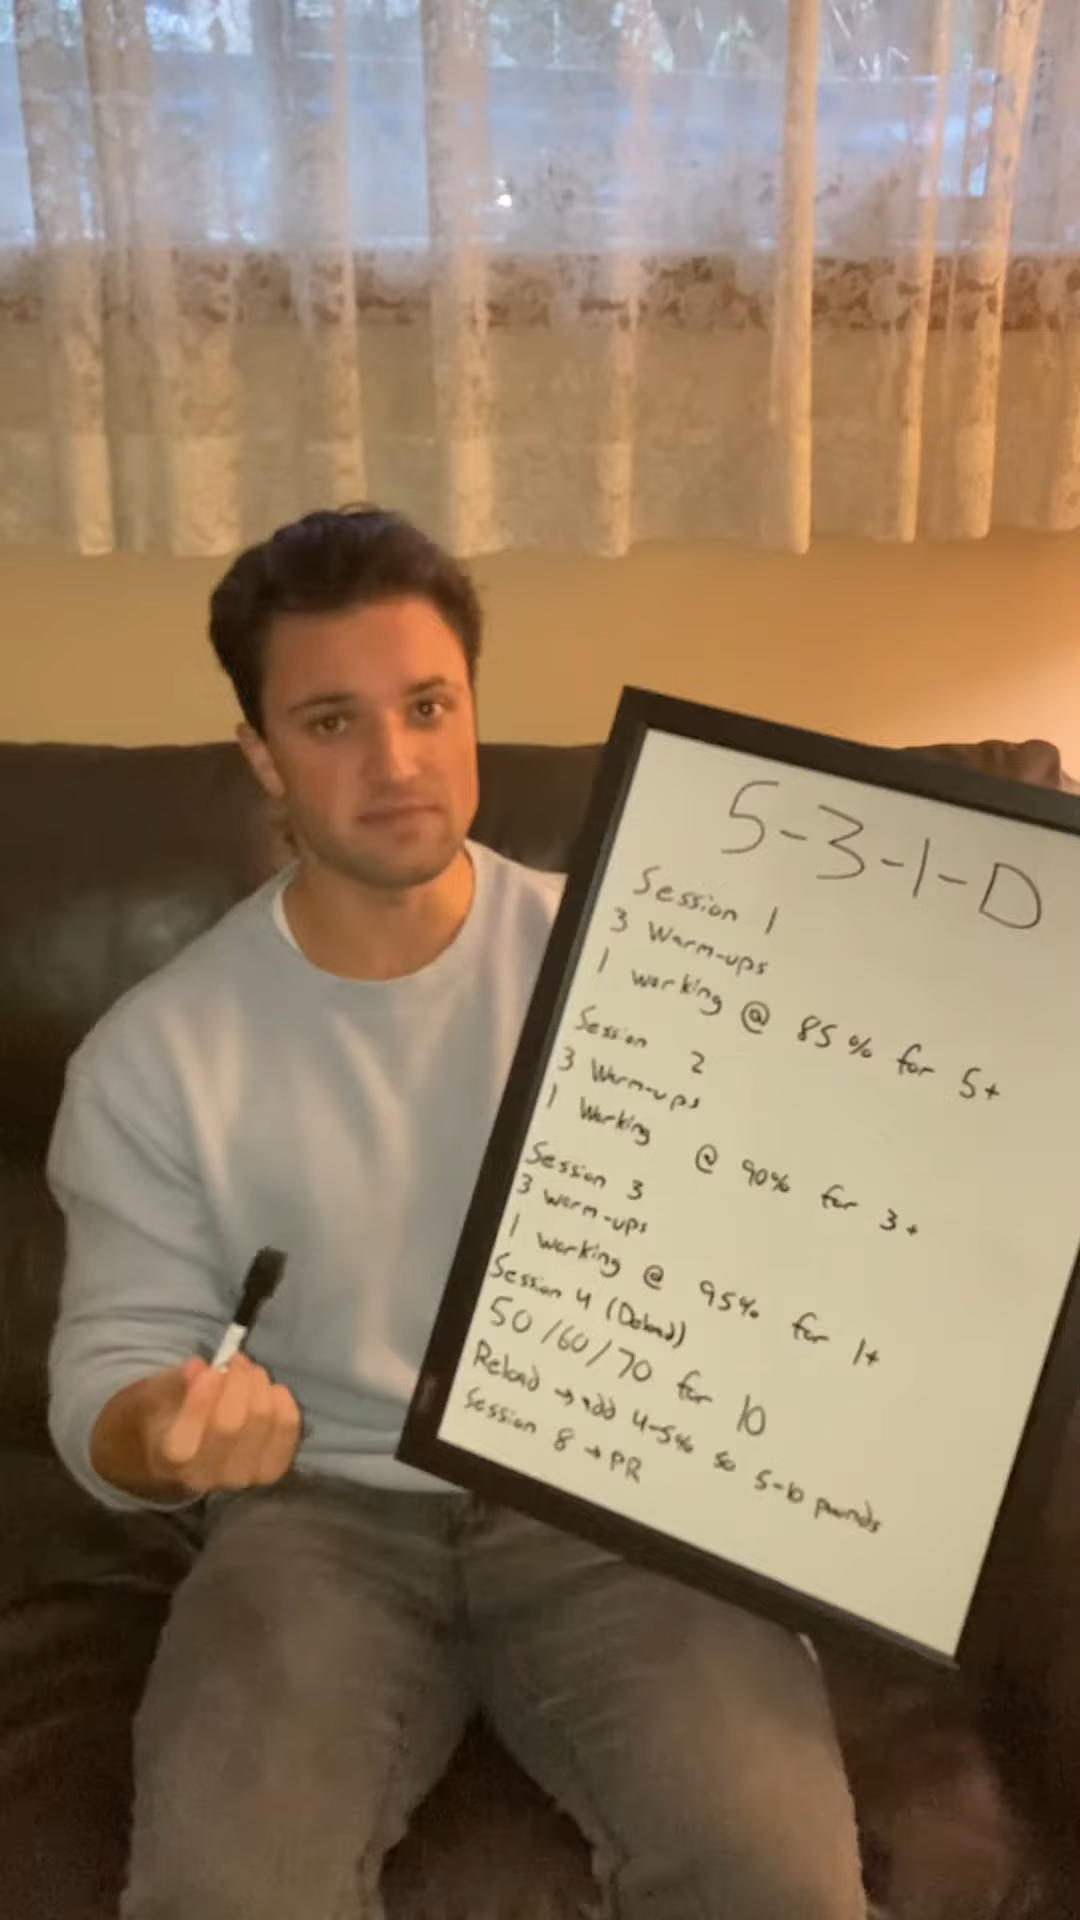 5-3-1-D
Session 1
3 Warm-ups
1 working @ 85% for 5+
Session 2
3 Warm-ups
1 Working @ 90% for 3+
Session 3
3 warm-ups
1 working @ 95% for 1+
Session 4 (Deload)
50/60/70 for 10
Reload → add 4-5% so 5-10 pounds
Session 8 → PR